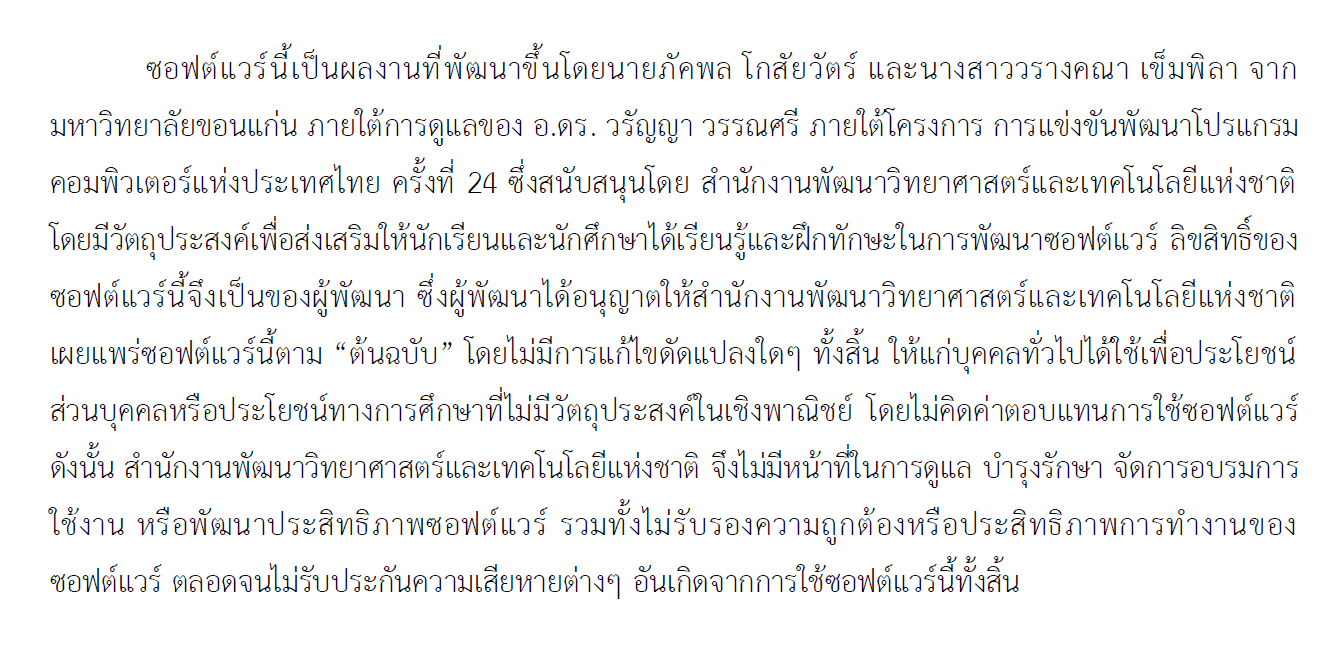 ซอฟต์แวร์นี้เป็นผลงานที่พัฒนาขึ้นโดยนายภัคพล โกสัยวัตร์ และนางสาววรางคณา เข็มพิลา จาก
มหาวิทยาลัยขอนแก่น ภายใต้การดูแลของ อ.ดร. วรัญญา วรรณศรี ภายใต้โครงการ การแข่งขันพัฒนาโปรแกรม
คอมพิวเตอร์แห่งประเทศไทย ครั้งที่ 24 ซึ่งสนับสนุนโดย สำนักงานพัฒนาวิทยาศาสตร์และเทคโนโลยีแห่งชาติ
โดยมีวัตถุประสงค์เพื่อส่งเสริมให้นักเรียนและนักศึกษาได้เรียนรู้และฝึกทักษะในการพัฒนาซอฟต์แวร์ ลิขสิทธิ์ของ
ซอฟต์แวร์นี้จึงเป็นของผู้พัฒนา ซึ่งผู้พัฒนาได้อนุญาตให้สำนักงานพัฒนาวิทยาศาสตร์และเทคโนโลยีแห่งชาติ
เผยแพร่ซอฟต์แวร์นี้ตาม “ต้นฉบับ” โดยไม่มีการแก้ไขดัดแปลงใดๆ ทั้งสิ้น ให้แก่บุคคลทั่วไปได้ใช้เพื่อประโยชน์
ส่วนบุคคลหรือประโยชน์ทางการศึกษาที่ไม่มีวัตถุประสงค์ในเชิงพาณิชย์ โดยไม่คิดค่าตอบแทนการใช้ซอฟต์แวร์
ดังนั้น สำนักงานพัฒนาวิทยาศาสตร์และเทคโนโลยีแห่งชาติ จึงไม่มีหน้าที่ในการดูแล บำรุงรักษา จัดการอบรมการ
ใช้งาน หรือพัฒนาประสิทธิภาพซอฟต์แวร์ รวมทั้งไม่รับรองความถูกต้องหรือประสิทธิภาพการทำงานของ
ซอฟต์แวร์ ตลอดจนไม่รับประกันความเสียหายต่างๆ อันเกิดจากการใช้ซอฟต์แวร์นี้ทั้งสิ้น